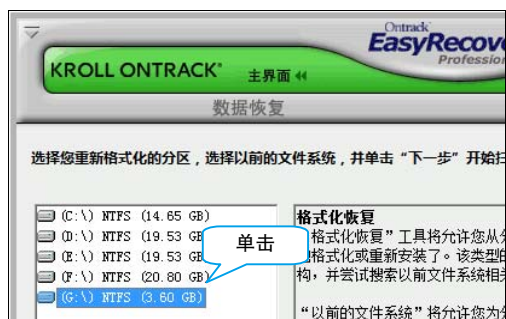 Ontrack
EasyRecov
Profession
KROLL ONTRACK
主界面
数据恢复
选择您重新格式化的分区，选择以前的文件系统，并单击“下一步”开始扫
(C:\) NTFS (14.65 GB)
(D:\) NTFS (19.53 GB)
(E:\) NTFS (19.53 GB)
(F:\) NTFS (20.80 GB)
(G:\) NTFS (3.60 GB)
单击
格式化恢复
格式化恢复”工具将允许您从分
格式化或重新安装了。该类型的
构，并尝试搜索以前文件系统相关
“以前的文件系统”将允许您为分